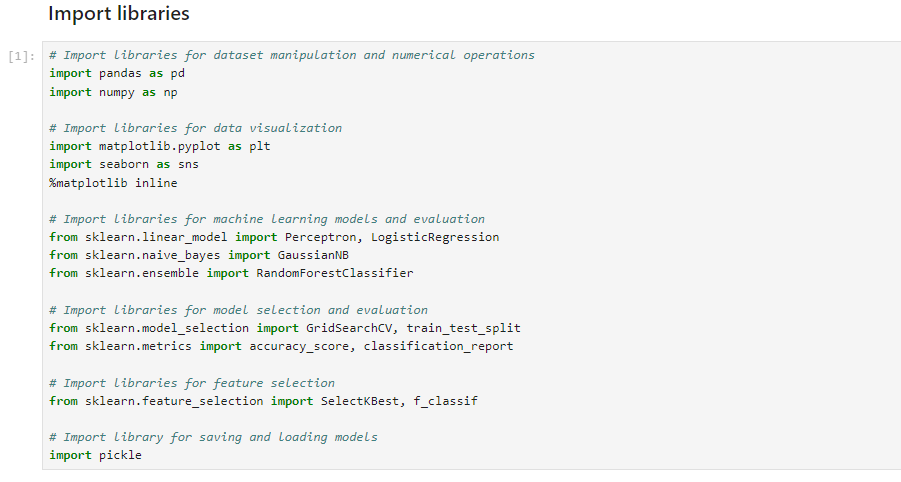 Import libraries
[1]:
# Import libraries for dataset manipulation and numerical operations
import pandas as pd
import numpy as np
# Import libraries for data visualization
import matplotlib.pyplot as plt
import seaborn as sns
%matplotlib inline
# Import libraries for machine learning models and evaluation
from sklearn.linear_model import Perceptron, LogisticRegression
from sklearn.naive_bayes import GaussianNB
from sklearn.ensemble import RandomForestClassifier
# Import libraries for model selection and evaluation
from sklearn.model_selection import GridSearchCV, train_test_split
from sklearn.metrics import accuracy_score, classification_report
# Import libraries for feature selection
from sklearn.feature_selection import SelectKBest, f_classif
# Import library for saving and loading models
import pickle